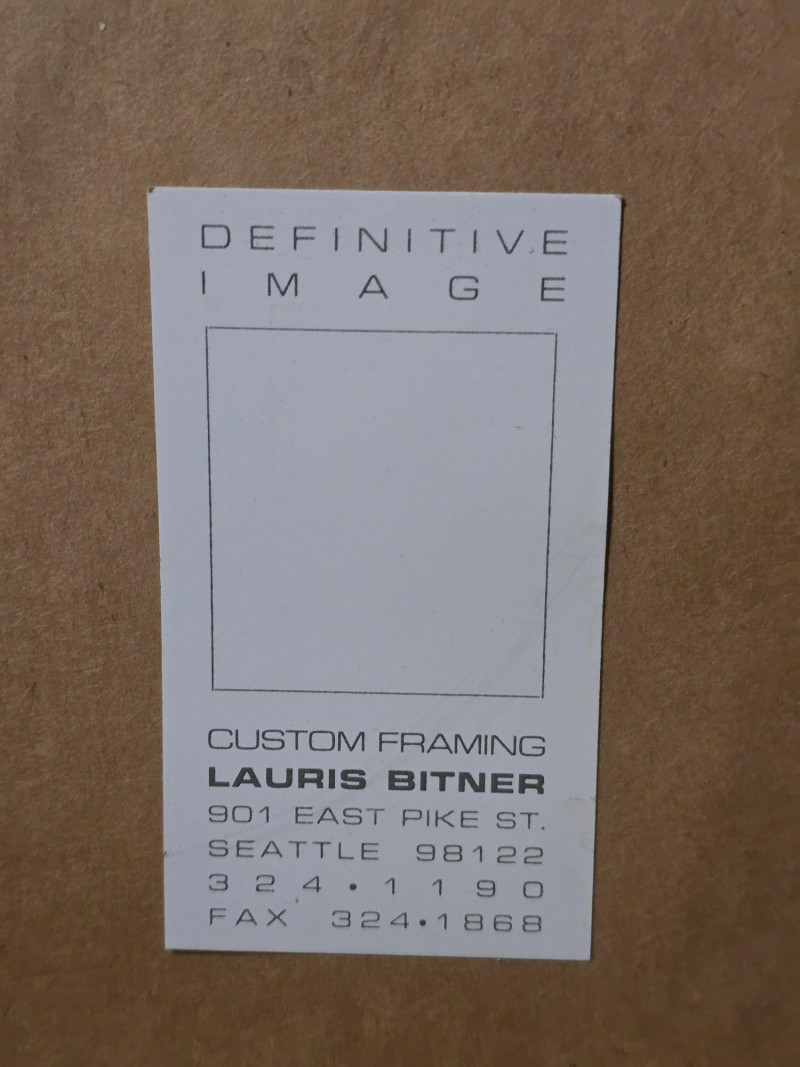 DEFINITIVE
IMAGE
CUSTOM FRAMING
LAURIS BITNER
901 EAST PIKE ST.
SEATTLE 98122
324•1190
FAX 324•1868